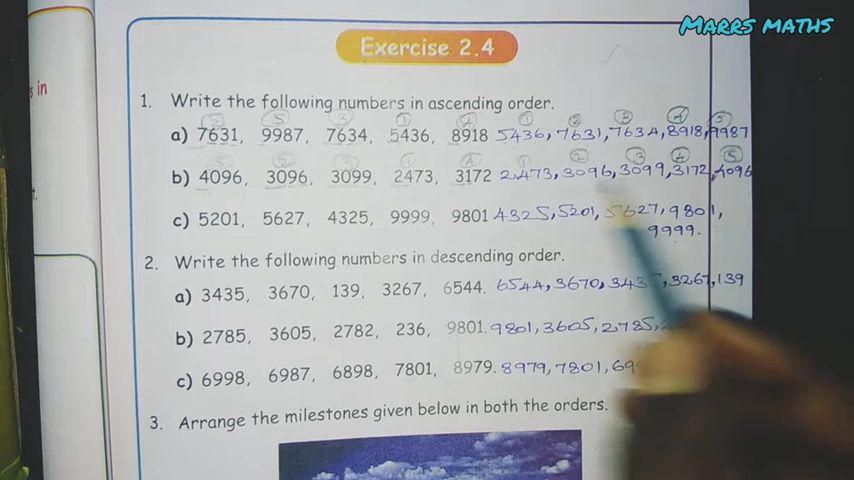 MARRS MATHS
s in
Exercise 2.4
1. Write the following numbers in ascending order.
a) 7631, 9987, 7634, 5436, 8918 5436, 7631, 7634, 8918, 9987
b) 4096, 3096, 3099, 2473, 3172 2473, 3096, 3099, 3172, 4096
c) 5201, 5627, 4325, 9999, 9801 4325, 5201, 5627, 9801,
9999.
2. Write the following numbers in descending order.
a) 3435, 3670, 139, 3267, 6544. 6544, 3670, 343 , 3267, 139
b) 2785, 3605, 2782, 236, 9801. 9801, 3605, 2785,
c) 6998, 6987, 6898, 7801, 8979. 8979, 7801, 699
3. Arrange the milestones given below in both the orders.